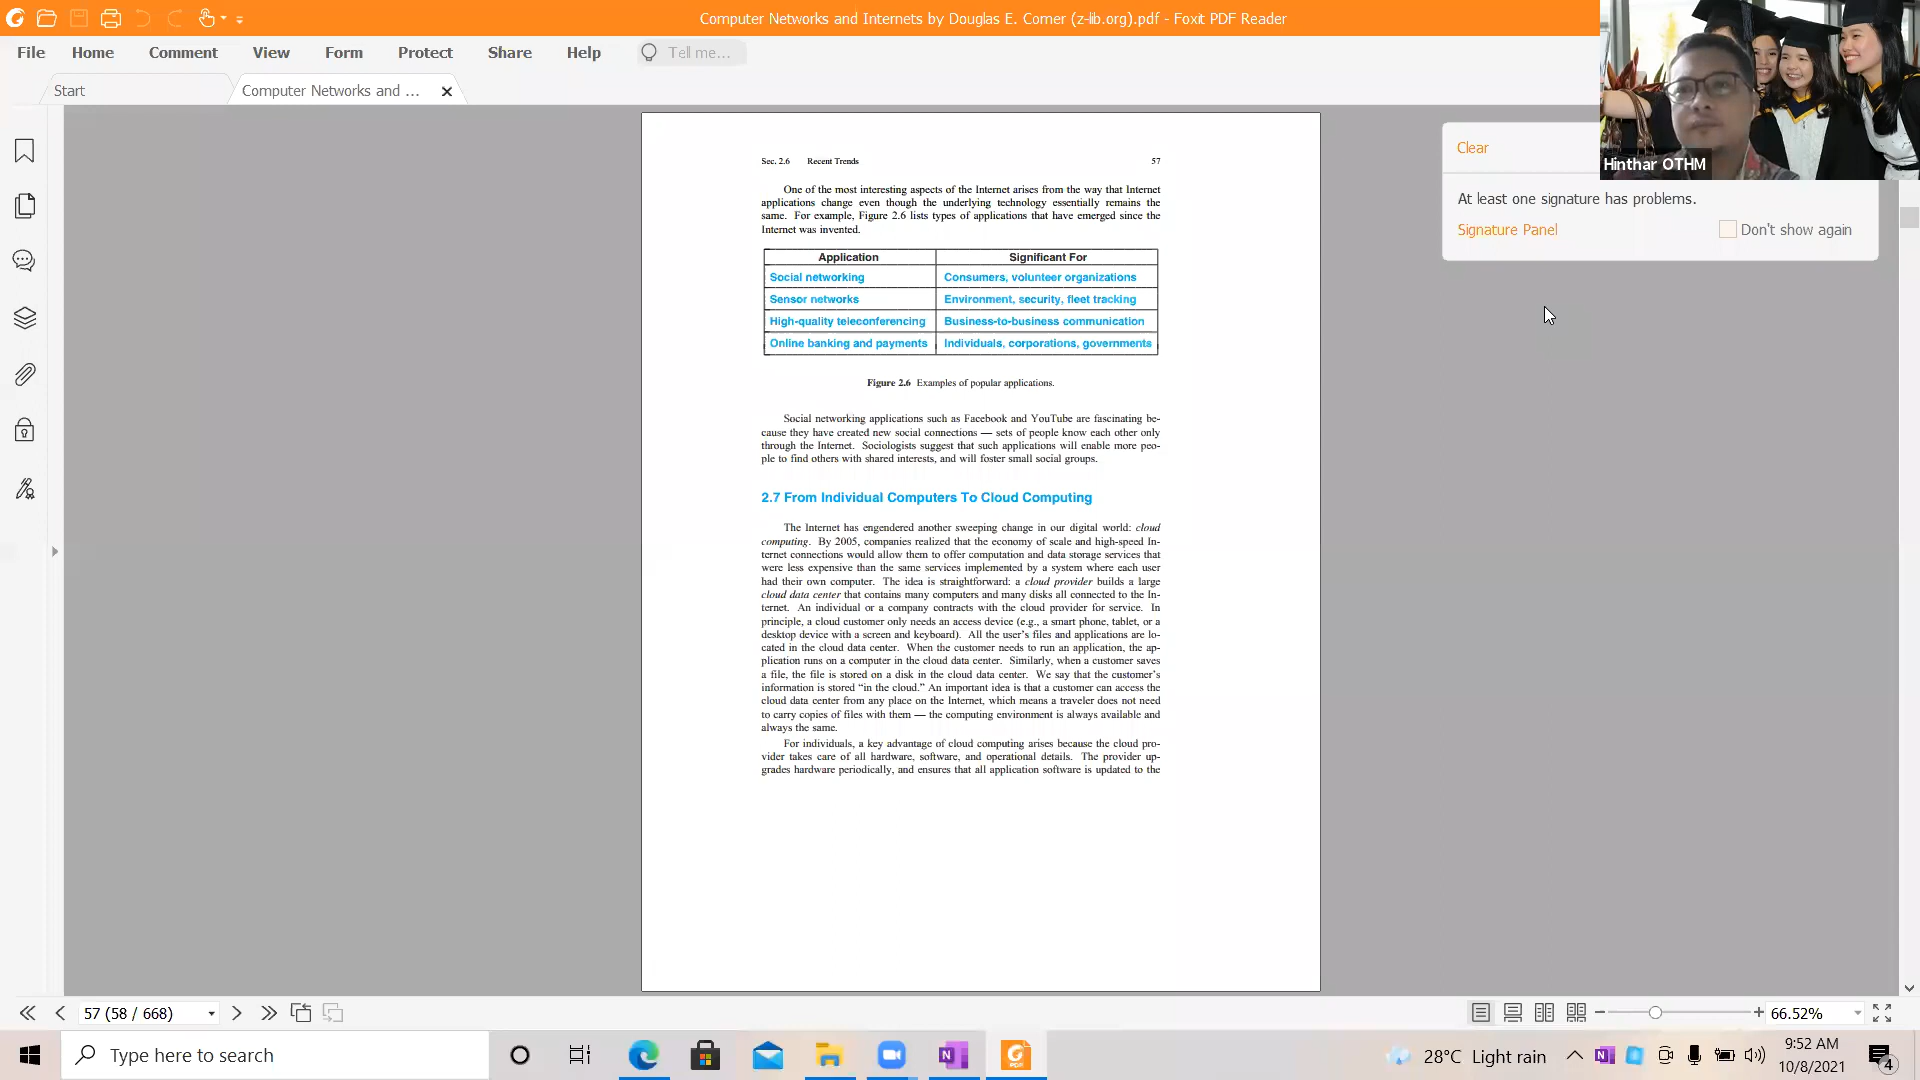 Computer Networks and Internets by Douglas E. Comer (z-lib.org).pdf - Foxit PDF Reader
File Home Comment View Form Protect Share Help Tell me...
Start Computer Networks and ...
Hinthar OTHM
Clear
At least one signature has problems.
Signature Panel Don't show again
Sec. 2.6 Recent Trends 57
One of the most interesting aspects of the Internet arises from the way that Internet
applications change even though the underlying technology essentially remains the
same. For example, Figure 2.6 lists types of applications that have emerged since the
Internet was invented.
Application Significant For
Social networking Consumers, volunteer organizations
Sensor networks Environment, security, fleet tracking
High-quality teleconferencing Business-to-business communication
Online banking and payments Individuals, corporations, governments
Figure 2.6 Examples of popular applications.
Social networking applications such as Facebook and YouTube are fascinating be-
cause they have created new social connections — sets of people know each other only
through the Internet. Sociologists suggest that such applications will enable more peo-
ple to find others with shared interests, and will foster small social groups.
2.7 From Individual Computers To Cloud Computing
The Internet has engendered another sweeping change in our digital world: cloud
computing. By 2005, companies realized that the economy of scale and high-speed In-
ternet connections would allow them to offer computation and data storage services that
were less expensive than the same services implemented by a system where each user
had their own computer. The idea is straightforward: a cloud provider builds a large
cloud data center that contains many computers and many disks all connected to the In-
ternet. An individual or a company contracts with the cloud provider for service. In
principle, a cloud customer only needs an access device (e.g., a smart phone, tablet, or a
desktop device with a screen and keyboard). All the user's files and applications are lo-
cated in the cloud data center. When the customer needs to run an application, the ap-
plication runs on a computer in the cloud data center. Similarly, when a customer saves
a file, the file is stored on a disk in the cloud data center. We say that the customer's
information is stored “in the cloud.” An important idea is that a customer can access the
cloud data center from any place on the Internet, which means a traveler does not need
to carry copies of files with them — the computing environment is always available and
always the same.
For individuals, a key advantage of cloud computing arises because the cloud pro-
vider takes care of all hardware, software, and operational details. The provider up-
grades hardware periodically, and ensures that all application software is updated to the
57 (58 / 668) 66.52%
Type here to search 28°C Light rain 9:52 AM
10/8/2021 4